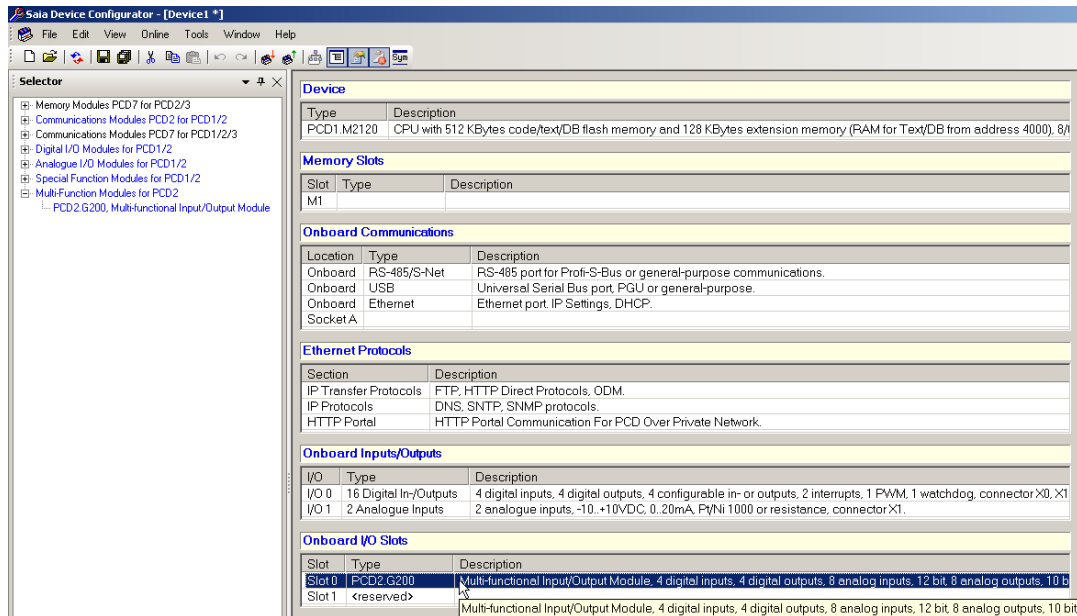 Saia Device Configurator - [Device1 *]
File Edit View Online Tools Window Help
Sym
Selector
Memory Modules PCD7 for PCD2/3
Communications Modules PCD2 for PCD1/2
Communications Modules PCD7 for PCD1/2/3
Digital I/O Modules for PCD1/2
Analogue I/O Modules for PCD1/2
Special Function Modules for PCD1/2
Multi-Function Modules for PCD2
PCD2.G200, Multi-functional Input/Output Module
Device
Type Description
PCD1.M2120 CPU with 512 KBytes code/text/DB flash memory and 128 KBytes extension memory (RAM for Text/DB from address 4000), 8/
Memory Slots
Slot Type Description
M1
Onboard Communications
Location Type Description
Onboard RS-485/S-Net RS-485 port for Profi-S-Bus or general-purpose communications.
Onboard USB Universal Serial Bus port, PGU or general-purpose.
Onboard Ethernet Ethernet port. IP Settings, DHCP.
Socket A
Ethernet Protocols
Section Description
IP Transfer Protocols FTP, HTTP Direct Protocols, ODM.
IP Protocols DNS, SNTP, SNMP protocols.
HTTP Portal HTTP Portal Communication For PCD Over Private Network.
Onboard Inputs/Outputs
I/O Type Description
I/O 0 16 Digital In-/Outputs 4 digital inputs, 4 digital outputs, 4 configurable in- or outputs, 2 interrupts, 1 PWM, 1 watchdog, connector X0, X1
I/O 1 2 Analogue Inputs 2 analogue inputs, -10..+10VDC, 0..20mA, Pt/Ni 1000 or resistance, connector X1.
Onboard I/O Slots
Slot Type Description
Slot 0 PCD2.G200 Multi-functional Input/Output Module, 4 digital inputs, 4 digital outputs, 8 analog inputs, 12 bit, 8 analog outputs, 10 b
Slot 1 <reserved>
Multi-functional Input/Output Module, 4 digital inputs, 4 digital outputs, 8 analog inputs, 12 bit, 8 analog outputs, 10 bit